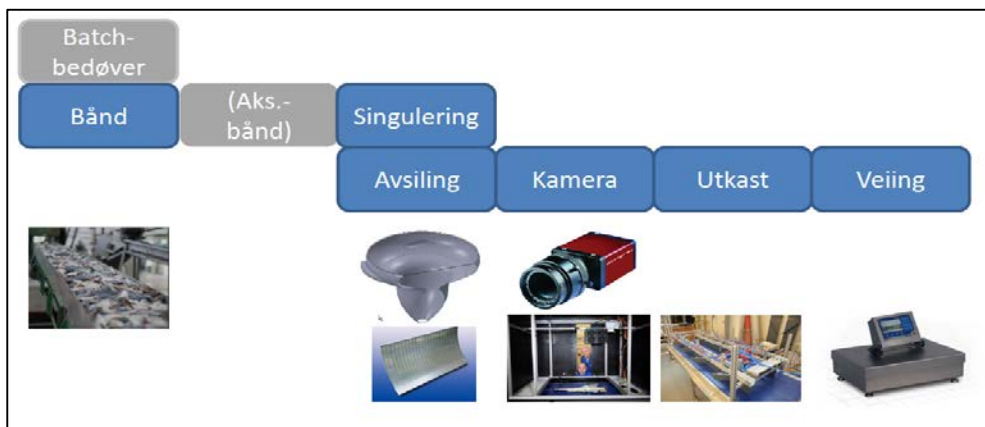 Batch-
bedøver
Bånd
(Aks.-
bånd)
Singulering
Avsiling
Kamera
Utkast
Veiing